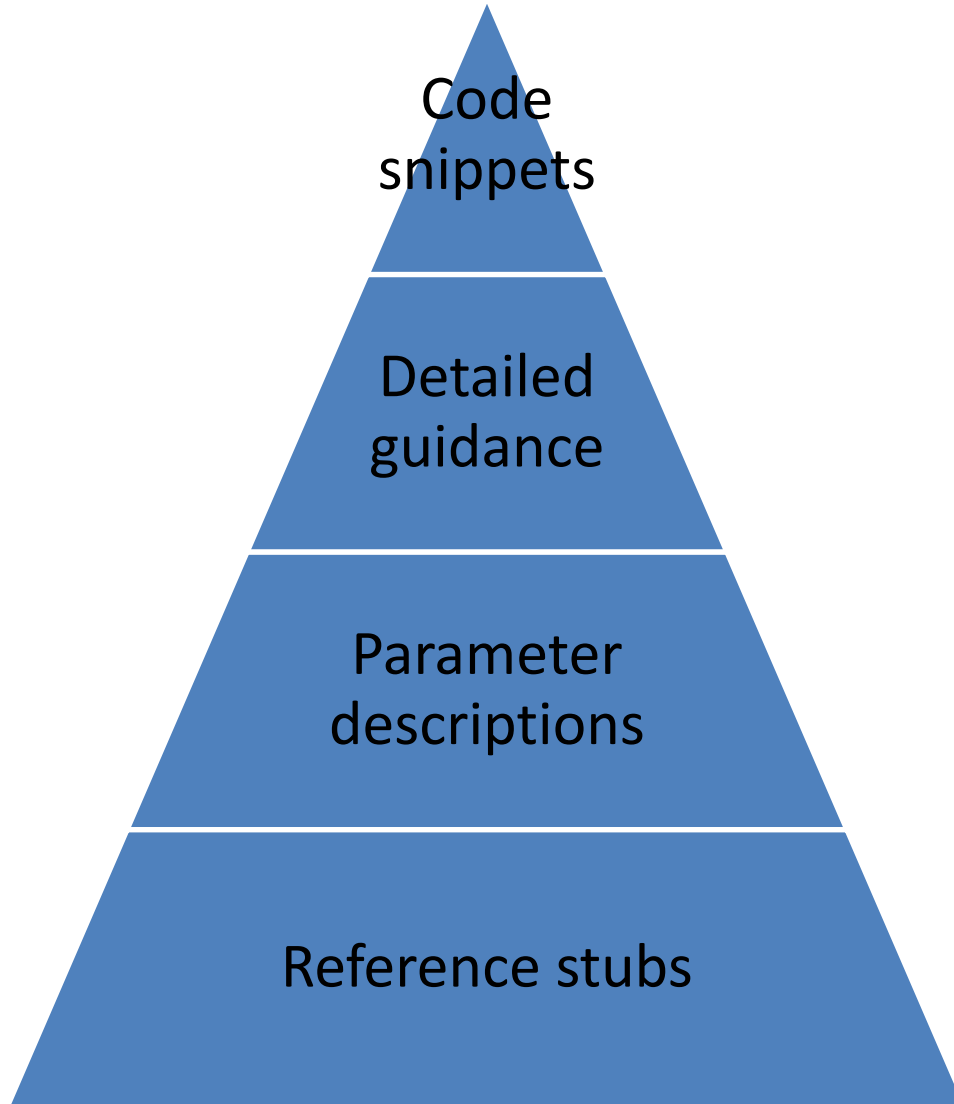 Code
snippets
Detailed
guidance
Parameter
descriptions
Reference stubs